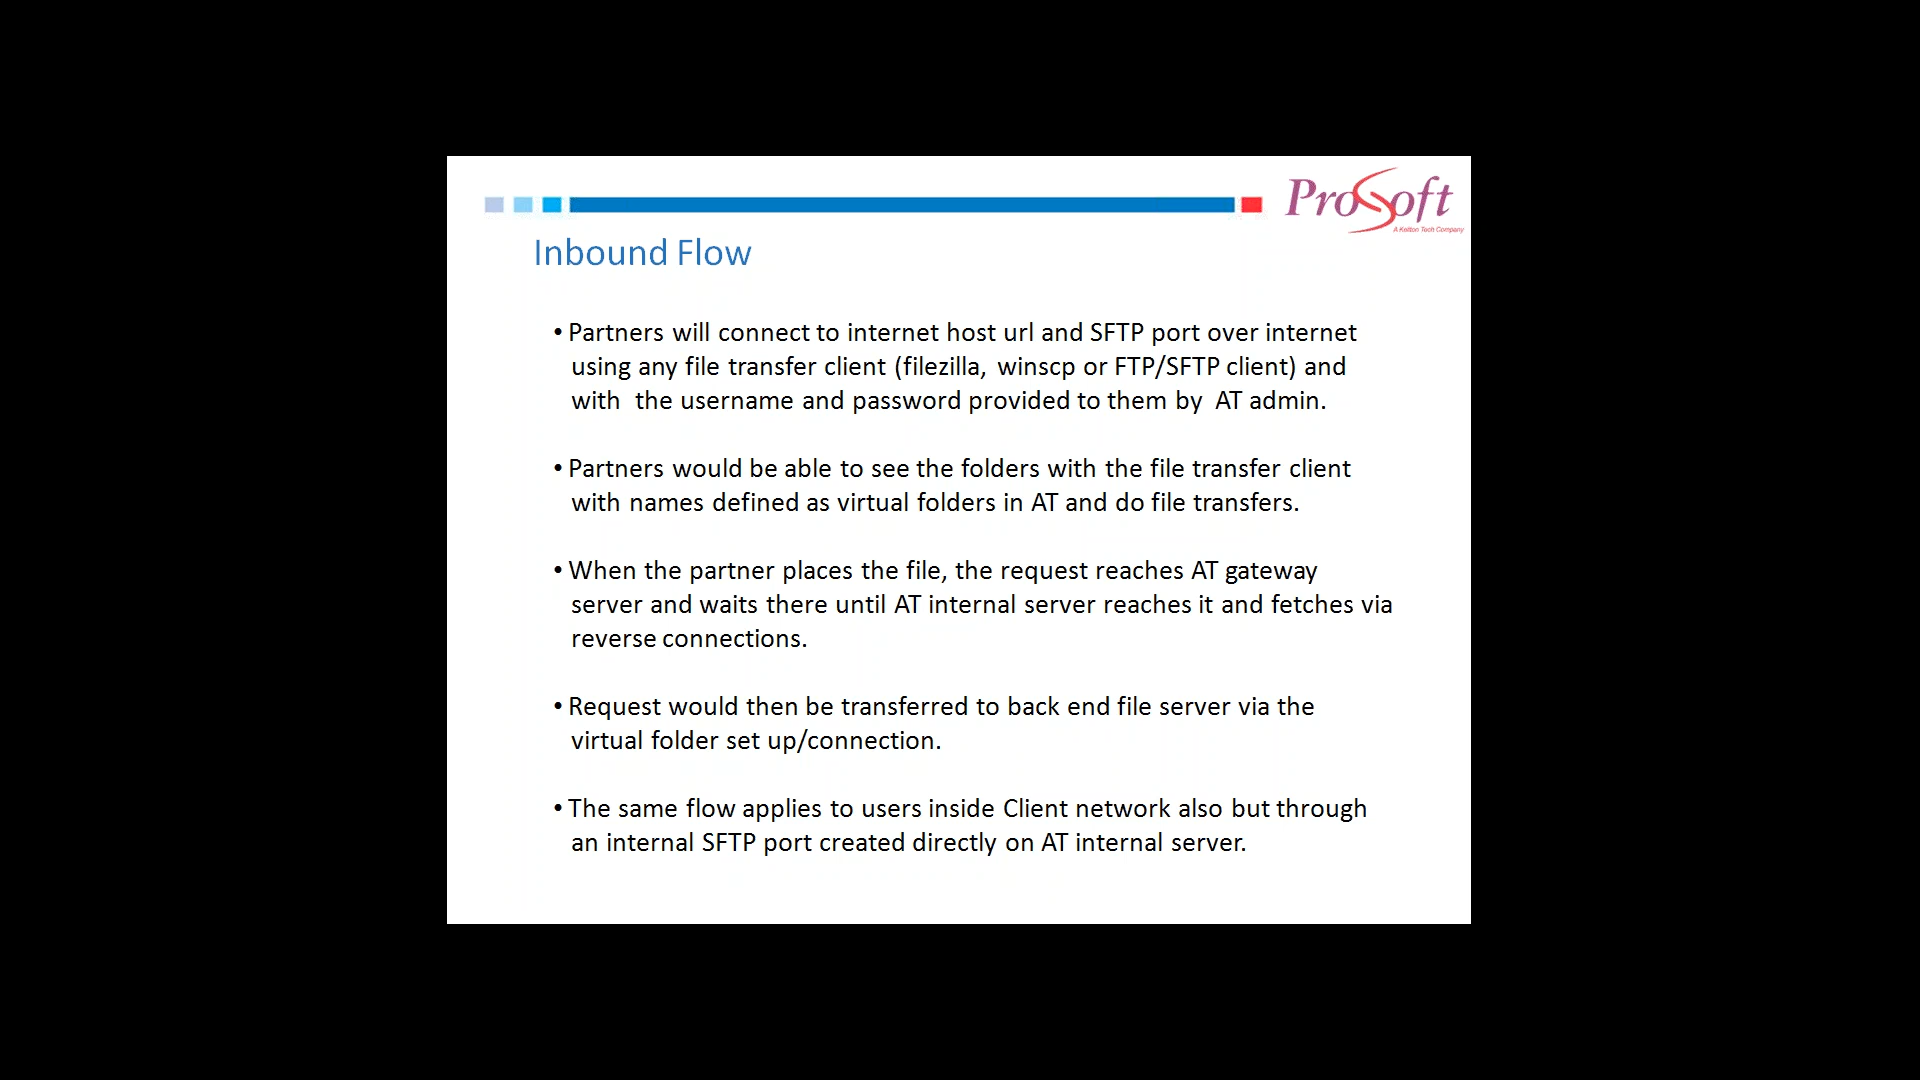 ProSoft
A Kellton Tech Company
Inbound Flow
• Partners will connect to internet host url and SFTP port over internet
using any file transfer client (filezilla, winscp or FTP/SFTP client) and
with the username and password provided to them by AT admin.
• Partners would be able to see the folders with the file transfer client
with names defined as virtual folders in AT and do file transfers.
• When the partner places the file, the request reaches AT gateway
server and waits there until AT internal server reaches it and fetches via
reverse connections.
• Request would then be transferred to back end file server via the
virtual folder set up/connection.
• The same flow applies to users inside Client network also but through
an internal SFTP port created directly on AT internal server.